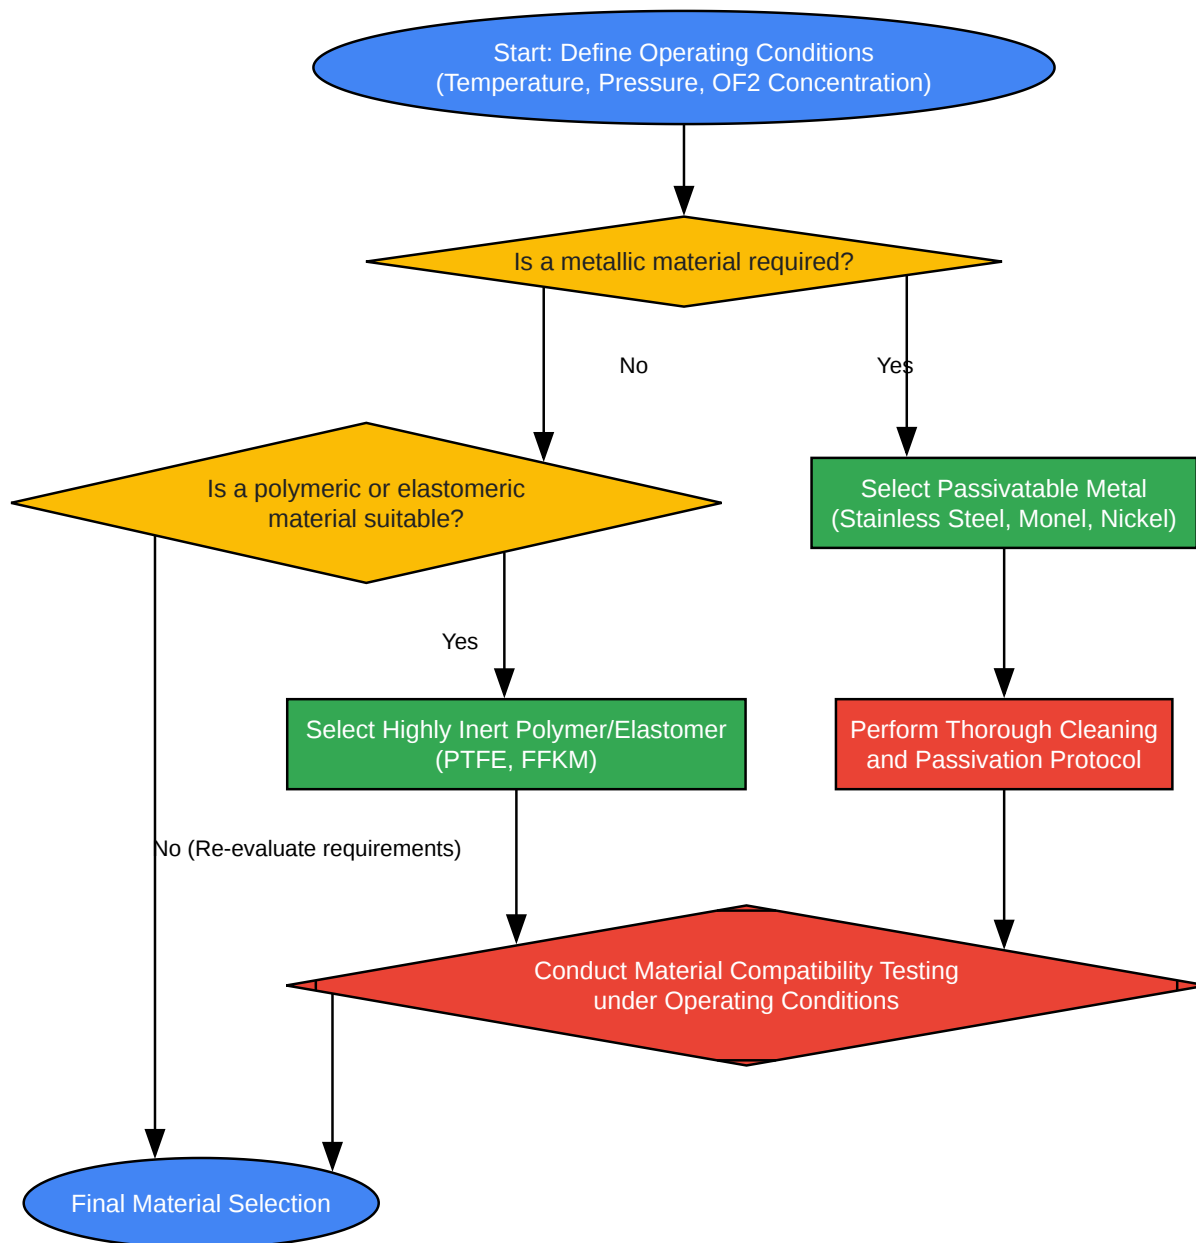 Start: Define Operating Conditions
(Temperature, Pressure, OF2 Concentration)
Is a metallic material required?
No
Yes
Is a polymeric or elastomeric
material suitable?
Select Passivatable Metal
(Stainless Steel, Monel, Nickel)
Yes
Select Highly Inert Polymer/Elastomer
(PTFE, FFKM)
Perform Thorough Cleaning
and Passivation Protocol
No (Re-evaluate requirements)
Conduct Material Compatibility Testing
under Operating Conditions
Final Material Selection